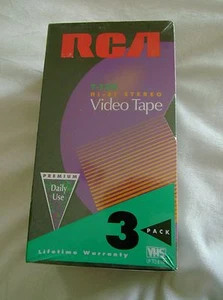 RCA
HI-FI STEREO
Video Tape
PREMIUM
Daily
Use
3
PACK
Lifetime Warranty
VHS